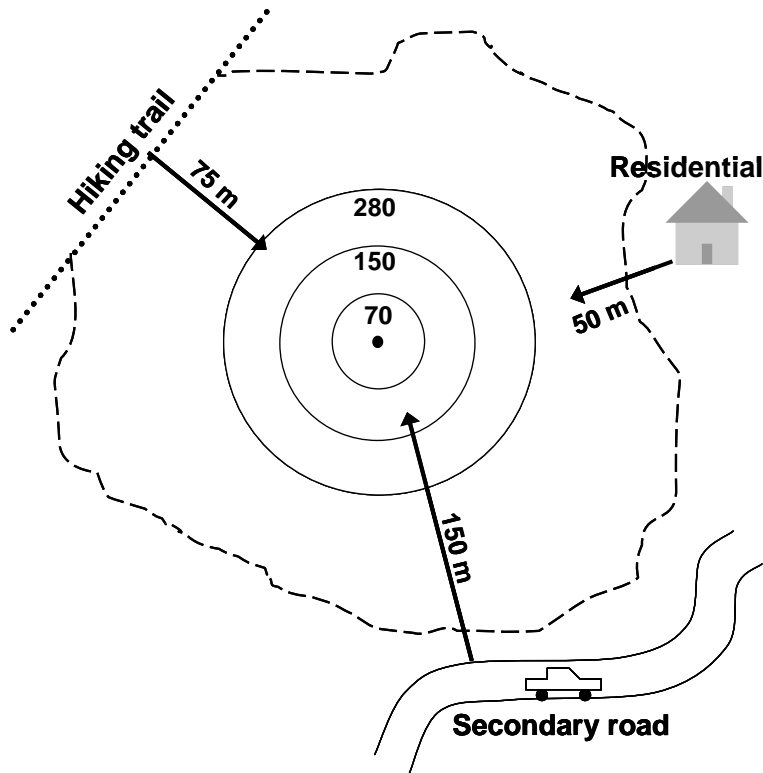 Hiking trail
75 m
Residential
280
150
70
50 m
150 m
Secondary road